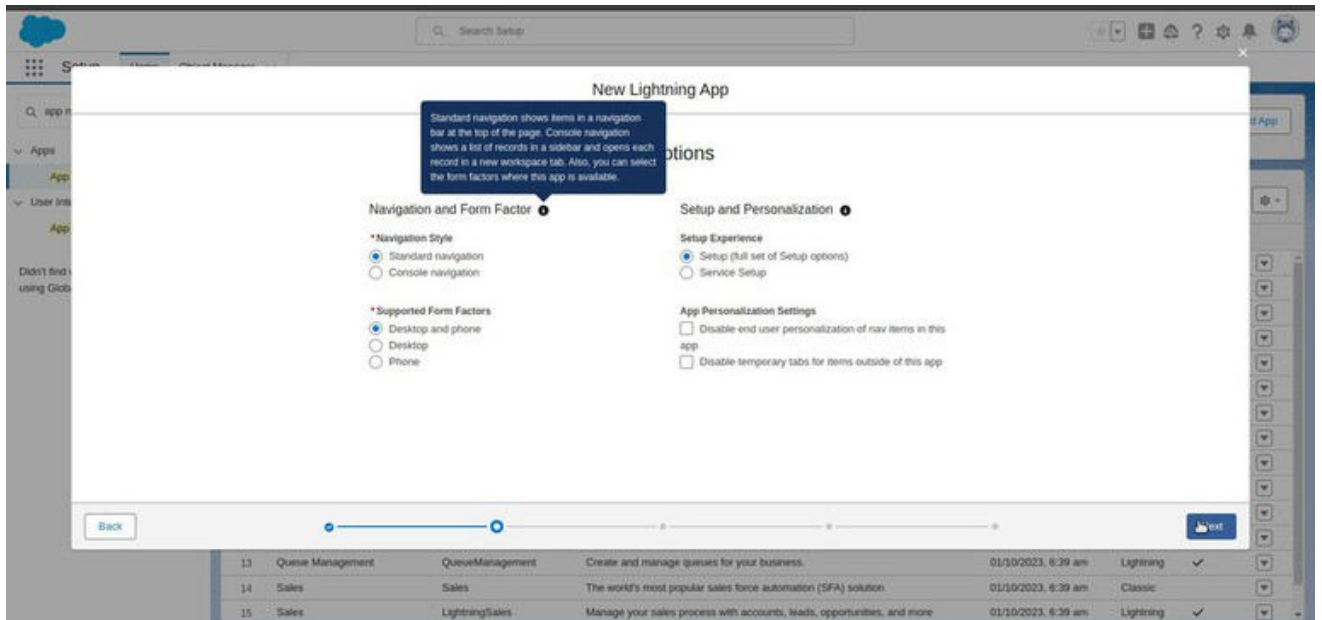 Search Setup
Setup
Home
Object Manager
New Lightning App
app m
d App
Standard navigation shows items in a navigation
bar at the top of the page. Console navigation
shows a list of records in a sidebar and opens each
record in a new workspace tab. Also, you can select
the form factors where this app is available.
Apps
App
User Inte
App
Didn't find
using Glob
Navigation and Form Factor
*Navigation Style
Standard navigation
Console navigation
*Supported Form Factors
Desktop and phone
Desktop
Phone
Setup and Personalization
Setup Experience
Setup (full set of Setup options)
Service Setup
App Personalization Settings
Disable end user personalization of nav items in this
app
Disable temporary tabs for items outside of this app
Back
13 Queue Management QueueManagement Create and manage queues for your business. 01/10/2023, 6:39 am Lightning
14 Sales Sales The world's most popular sales force automation (SFA) solution 01/10/2023, 6:39 am Classic
15 Sales LightningSales Manage your sales process with accounts, leads, opportunities, and more 01/10/2023, 6:39 am Lightning